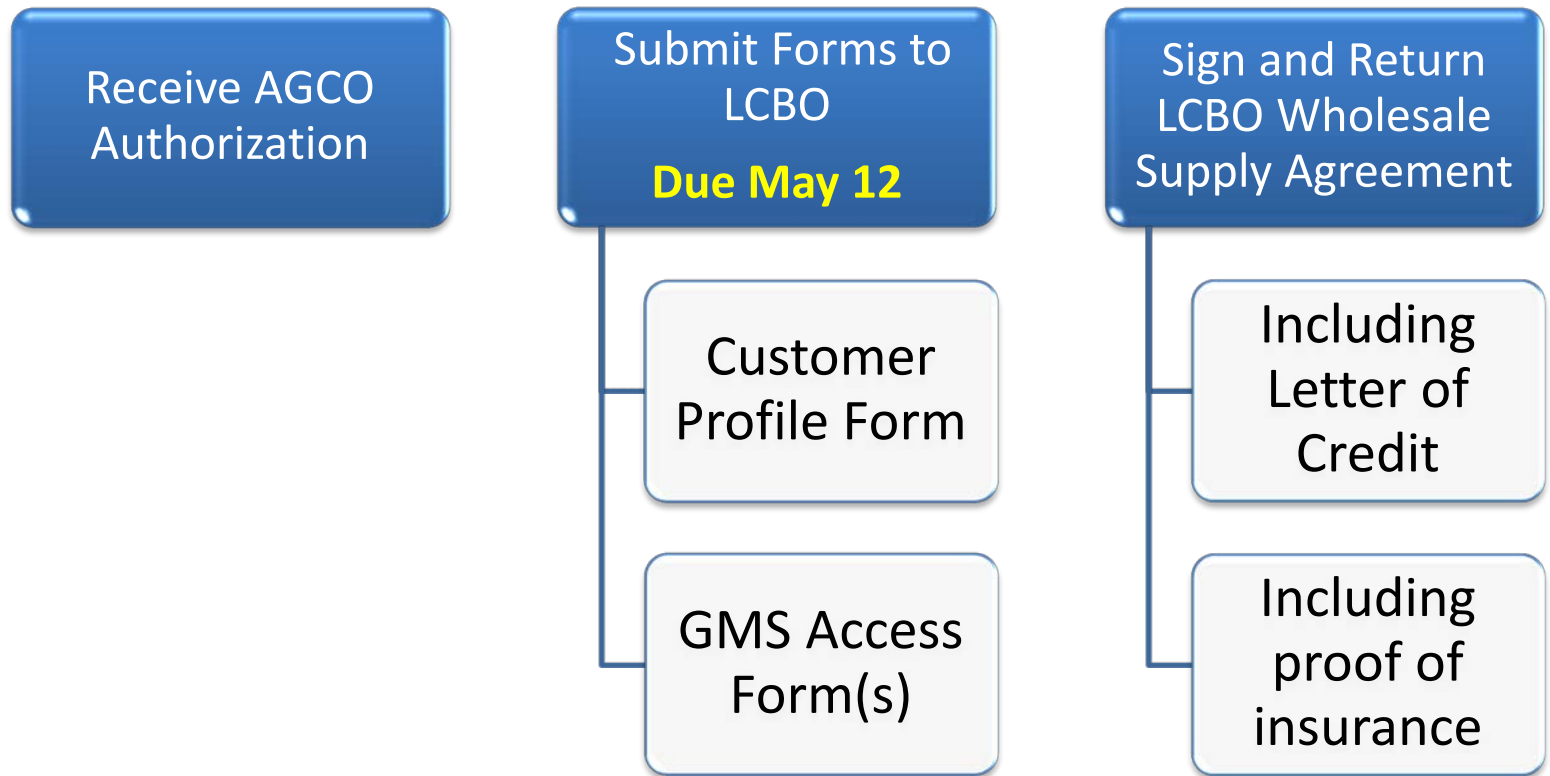 Receive AGCO
Authorization
Submit Forms to
LCBO
Due May 12
Customer
Profile Form
GMS Access
Form(s)
Sign and Return
LCBO Wholesale
Supply Agreement
Including
Letter of
Credit
Including
proof of
insurance